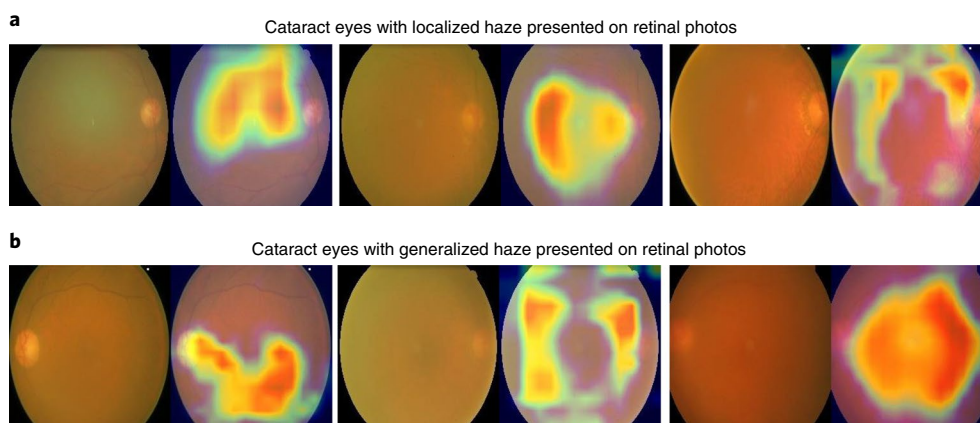 a
Cataract eyes with localized haze presented on retinal photos
b
Cataract eyes with generalized haze presented on retinal photos